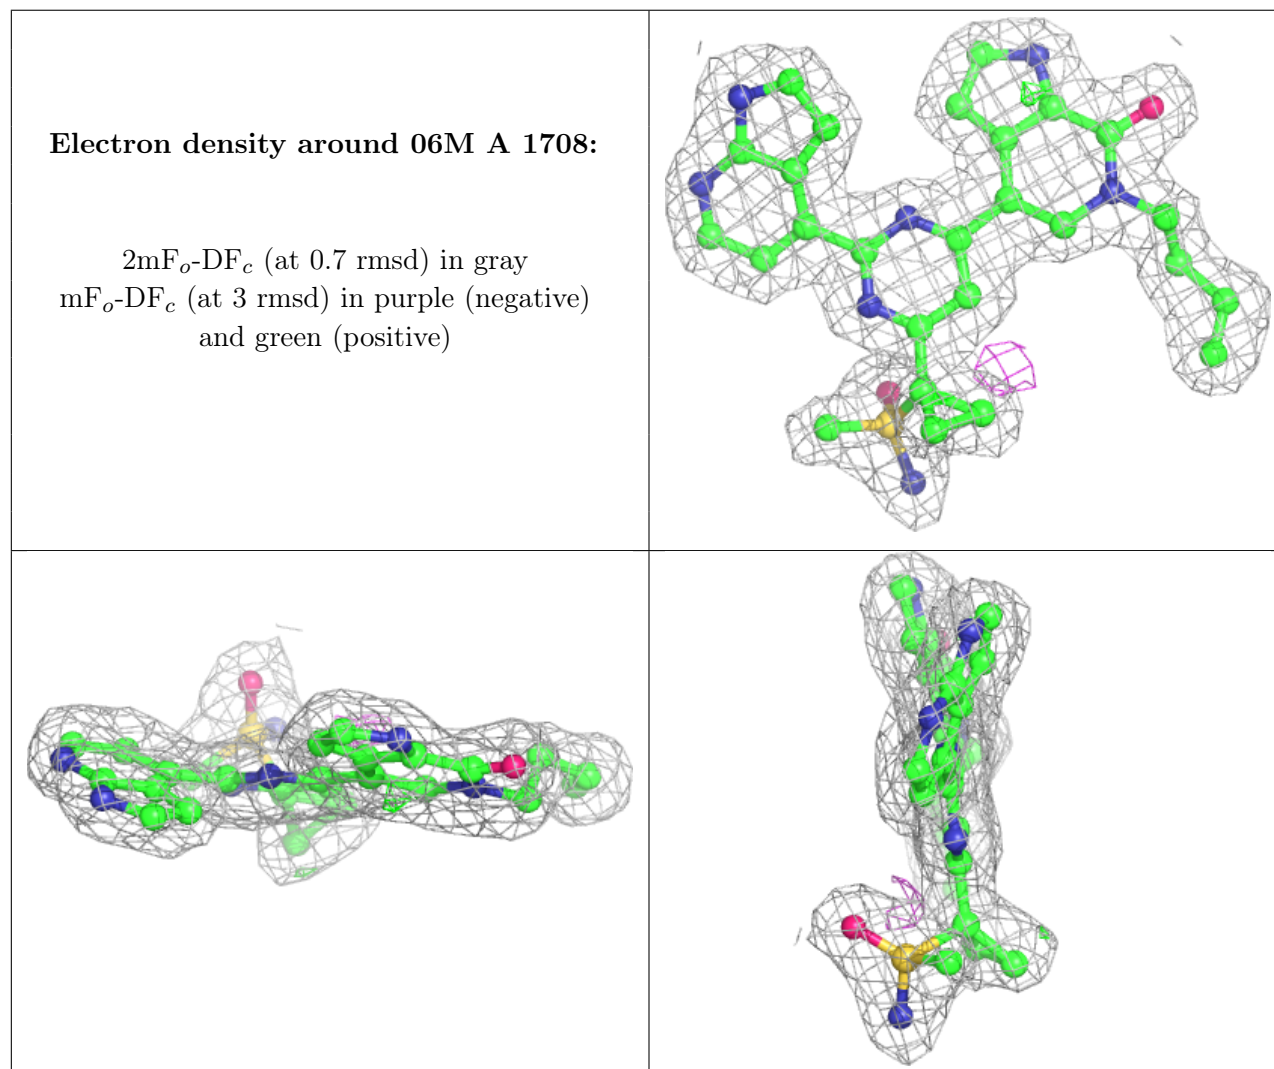 Electron density around 06M A 1708:
2mFo-DFc (at 0.7 rmsd) in gray
mFo-DFc (at 3 rmsd) in purple (negative)
and green (positive)